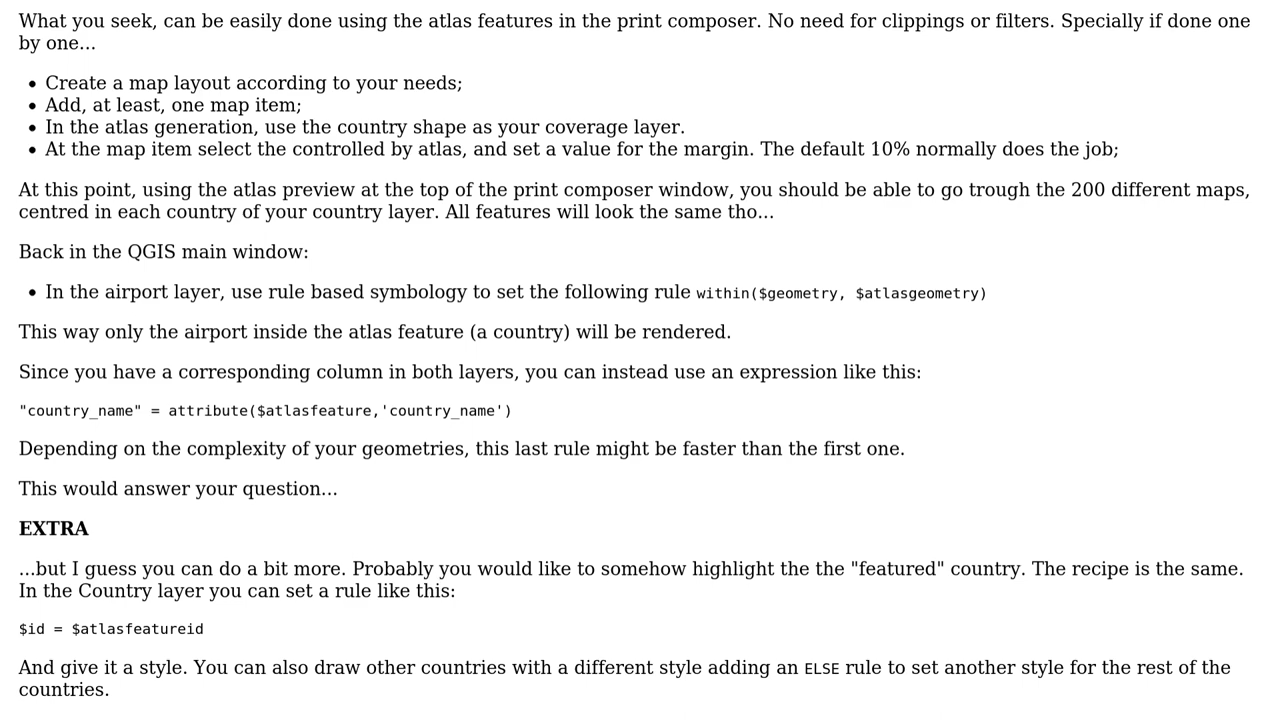 What you seek, can be easily done using the atlas features in the print composer. No need for clippings or filters. Specially if done one
by one...
• Create a map layout according to your needs;
• Add, at least, one map item;
• In the atlas generation, use the country shape as your coverage layer.
• At the map item select the controlled by atlas, and set a value for the margin. The default 10% normally does the job;
At this point, using the atlas preview at the top of the print composer window, you should be able to go trough the 200 different maps,
centred in each country of your country layer. All features will look the same tho...
Back in the QGIS main window:
• In the airport layer, use rule based symbology to set the following rule within($geometry, $atlasgeometry)
This way only the airport inside the atlas feature (a country) will be rendered.
Since you have a corresponding column in both layers, you can instead use an expression like this:
"country_name" = attribute($atlasfeature,'country_name')
Depending on the complexity of your geometries, this last rule might be faster than the first one.
This would answer your question...
EXTRA
...but I guess you can do a bit more. Probably you would like to somehow highlight the the "featured" country. The recipe is the same.
In the Country layer you can set a rule like this:
$id = $atlasfeatureid
And give it a style. You can also draw other countries with a different style adding an ELSE rule to set another style for the rest of the
countries.